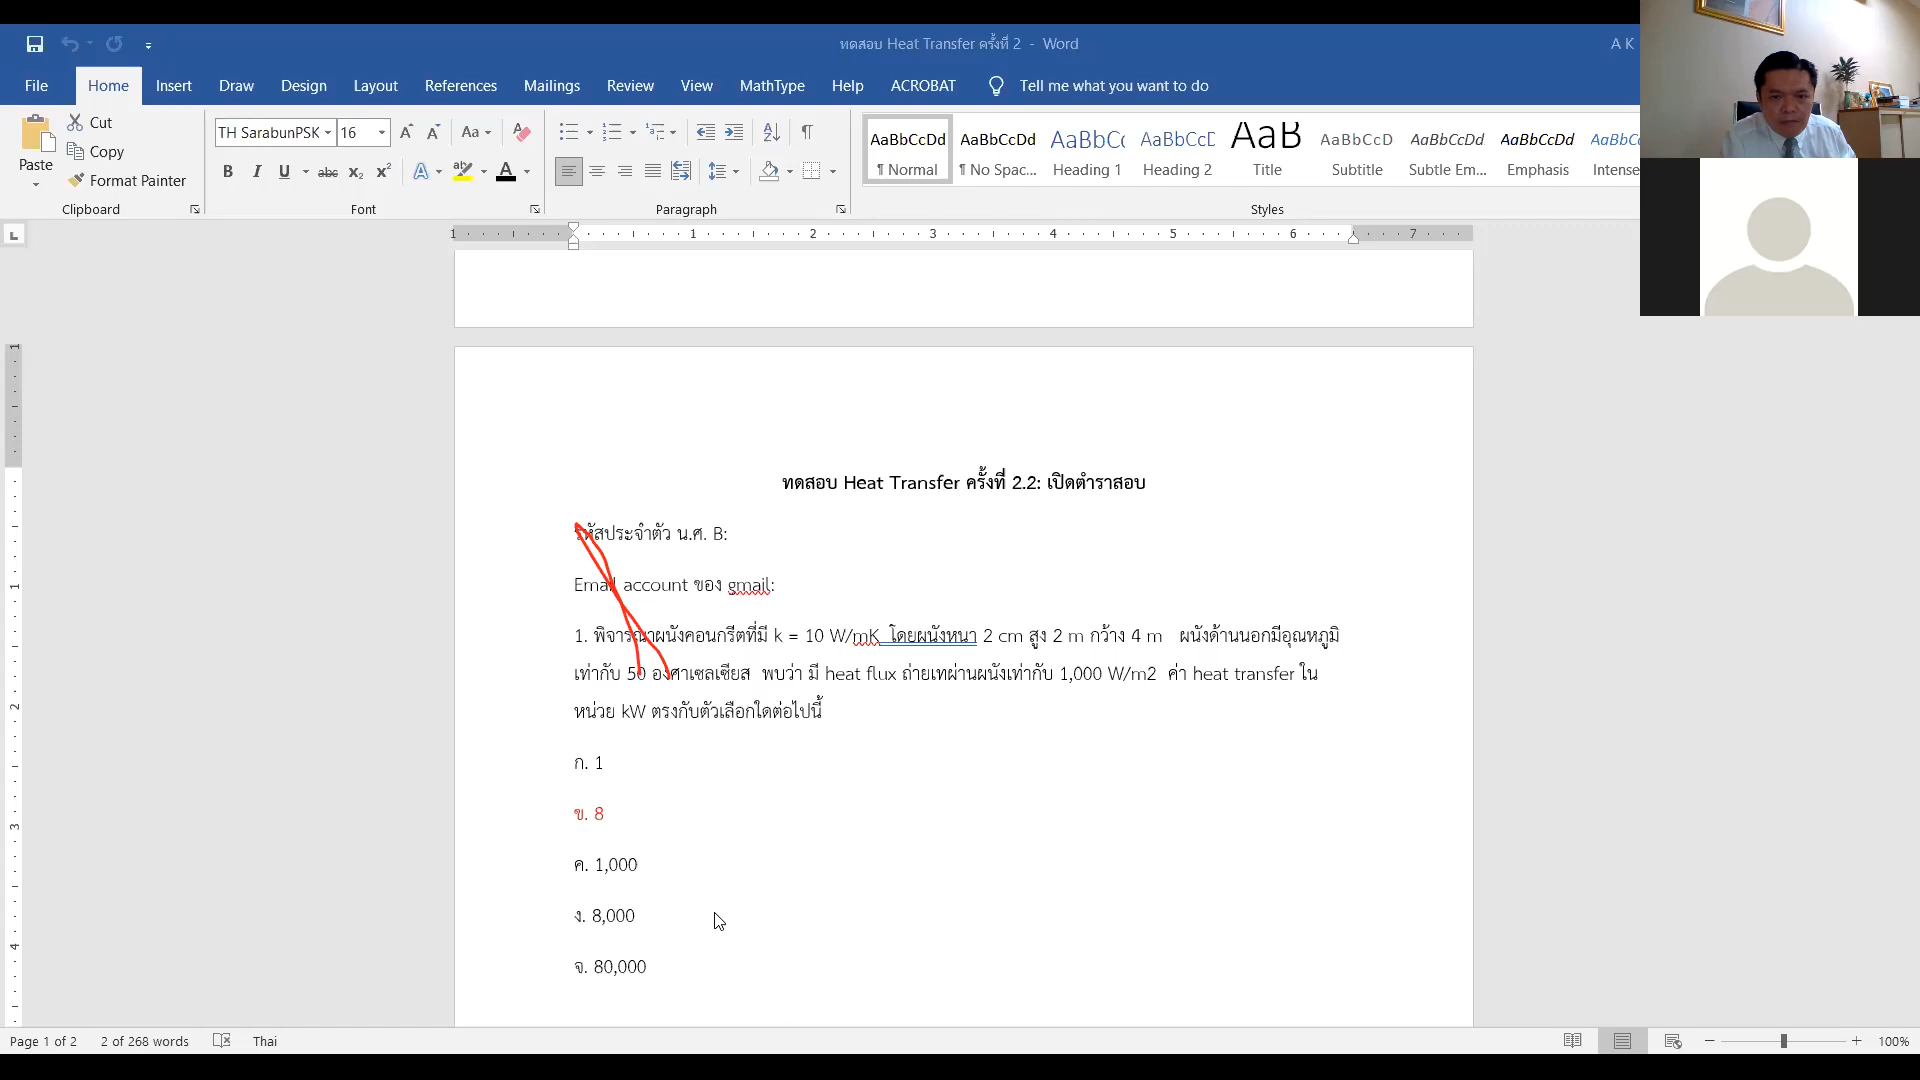 ทดสอบ Heat Transfer ครั้งที่ 2 - Word
A K
File Home Insert Draw Design Layout References Mailings Review View MathType Help ACROBAT Tell me what you want to do
Paste
Cut
Copy
Format Painter
Clipboard
TH SarabunPSK 16
Font
Paragraph
AaBbCcDd AaBbCcDd AaBbCc AaBbCcD AaB AaBbCcD AaBbCcDd AaBbCcDd AaBbCc
¶ Normal ¶ No Spac... Heading 1 Heading 2 Title Subtitle Subtle Em... Emphasis Intense
Styles
1 1 2 3 4 5 6 7
ทดสอบ Heat Transfer ครั้งที่ 2.2: เปิดตำราสอบ
รหัสประจำตัว น.ศ. B:
Email account ของ gmail:
1. พิจารณาผนังคอนกรีตที่มี k = 10 W/mK โดยผนังหนา 2 cm สูง 2 m กว้าง 4 m ผนังด้านนอกมีอุณหภูมิ
เท่ากับ 50 องศาเซลเซียส พบว่า มี heat flux ถ่ายเทผ่านผนังเท่ากับ 1,000 W/m2 ค่า heat transfer ใน
หน่วย kW ตรงกับตัวเลือกใดต่อไปนี้
ก. 1
ข. 8
ค. 1,000
ง. 8,000
จ. 80,000
Page 1 of 2 2 of 268 words Thai 100%